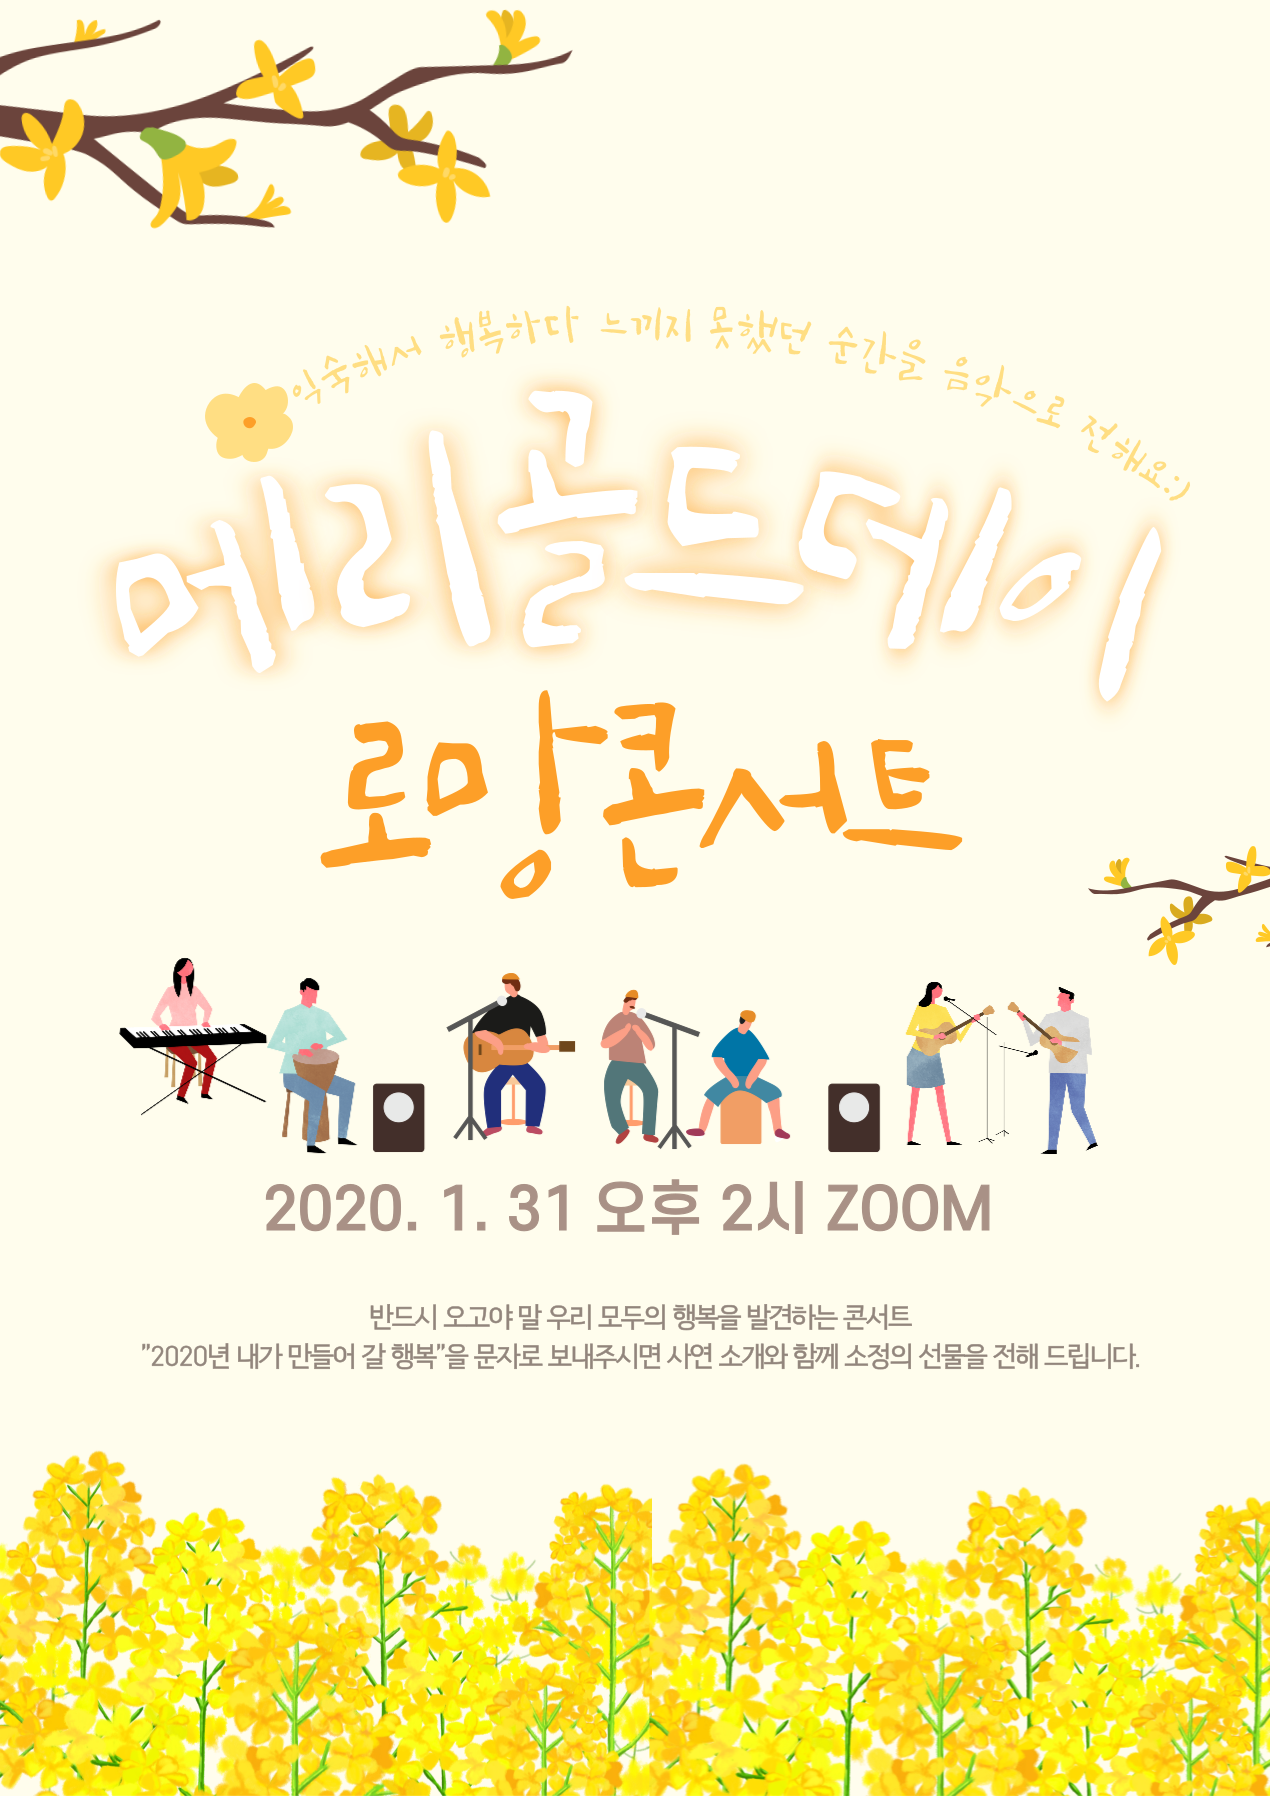 익숙해서 행복하다 느끼지 못했던 순간을 음악으로 전해요:)
메리골드데이
로망콘서트
2020. 1. 31 오후 2시 ZOOM
반드시 오고야 말 우리 모두의 행복을 발견하는 콘서트
”2020년 내가 만들어 갈 행복”을 문자로 보내주시면 사연 소개와 함께 소정의 선물을 전해 드립니다.